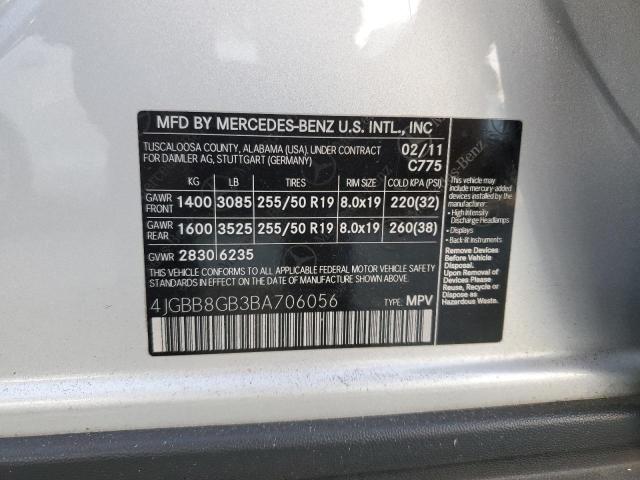 MFD BY MERCEDES-BENZ U.S. INTL., INC
TUSCALOOSA COUNTY, ALABAMA (USA). UNDER CONTRACT
FOR DAIMLER AG, STUTTGART (GERMANY)
02/11
C775
KG LB TIRES RIM SIZE COLD KPA (PSI)
GAWR FRONT 1400 3085 255/50 R19 8.0x19 220(32)
GAWR REAR 1600 3525 255/50 R19 8.0x19 260(38)
GVWR 2830 6235
THIS VEHICLE CONFORMS TO ALL APPLICABLE FEDERAL MOTOR VEHICLE
SAFETY STANDARDS IN EFFECT ON THE DATE OF MANUFACTURE SHOWN ABOVE.
4JGBB8GB3BA706056 TYPE: MPV
This vehicle may
include mercury-added
devices installed by the
manufacturer:
• High Intensity
Discharge Headlamps
• Displays
• Back-lit Instruments
Remove Devices
before Vehicle
Disposal.
Upon Removal of
Devices Please
Reuse, Recycle or
Dispose as
Hazardous Waste.